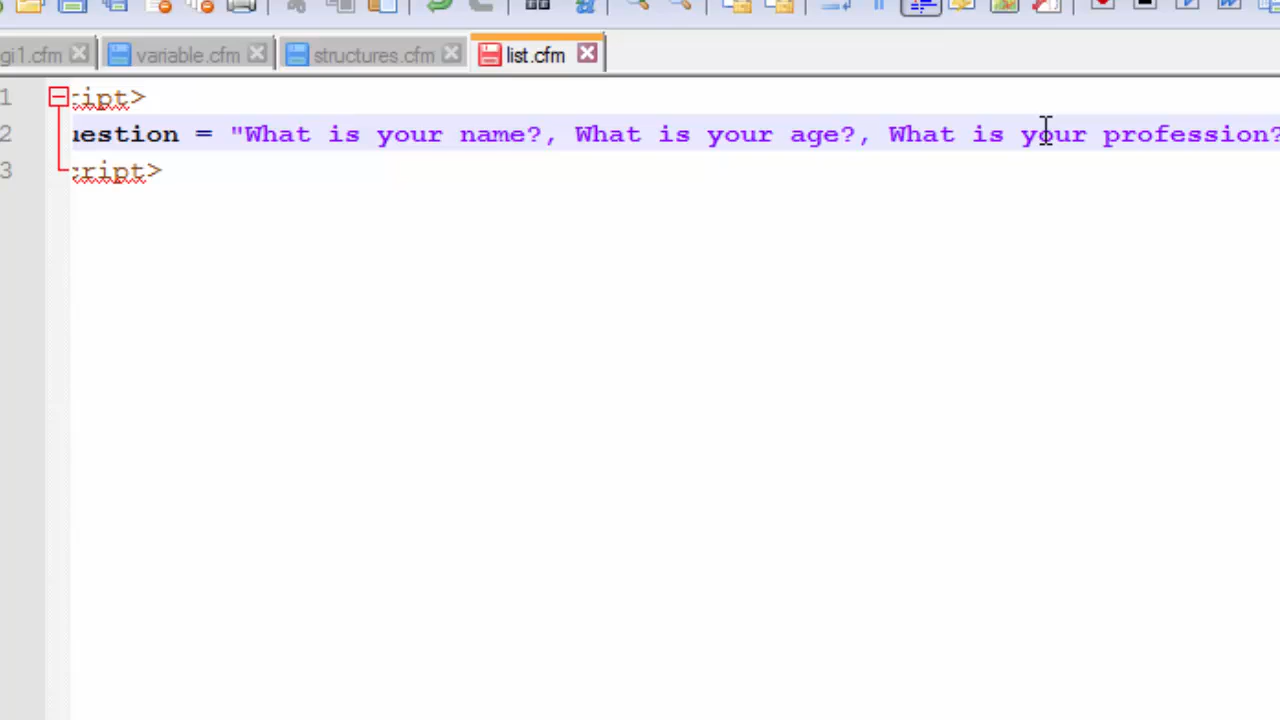 gi1.cfm variable.cfm structures.cfm list.cfm
1 ript>
2 uestion = "What is your name?, What is your age?, What is your profession?
3 cript>